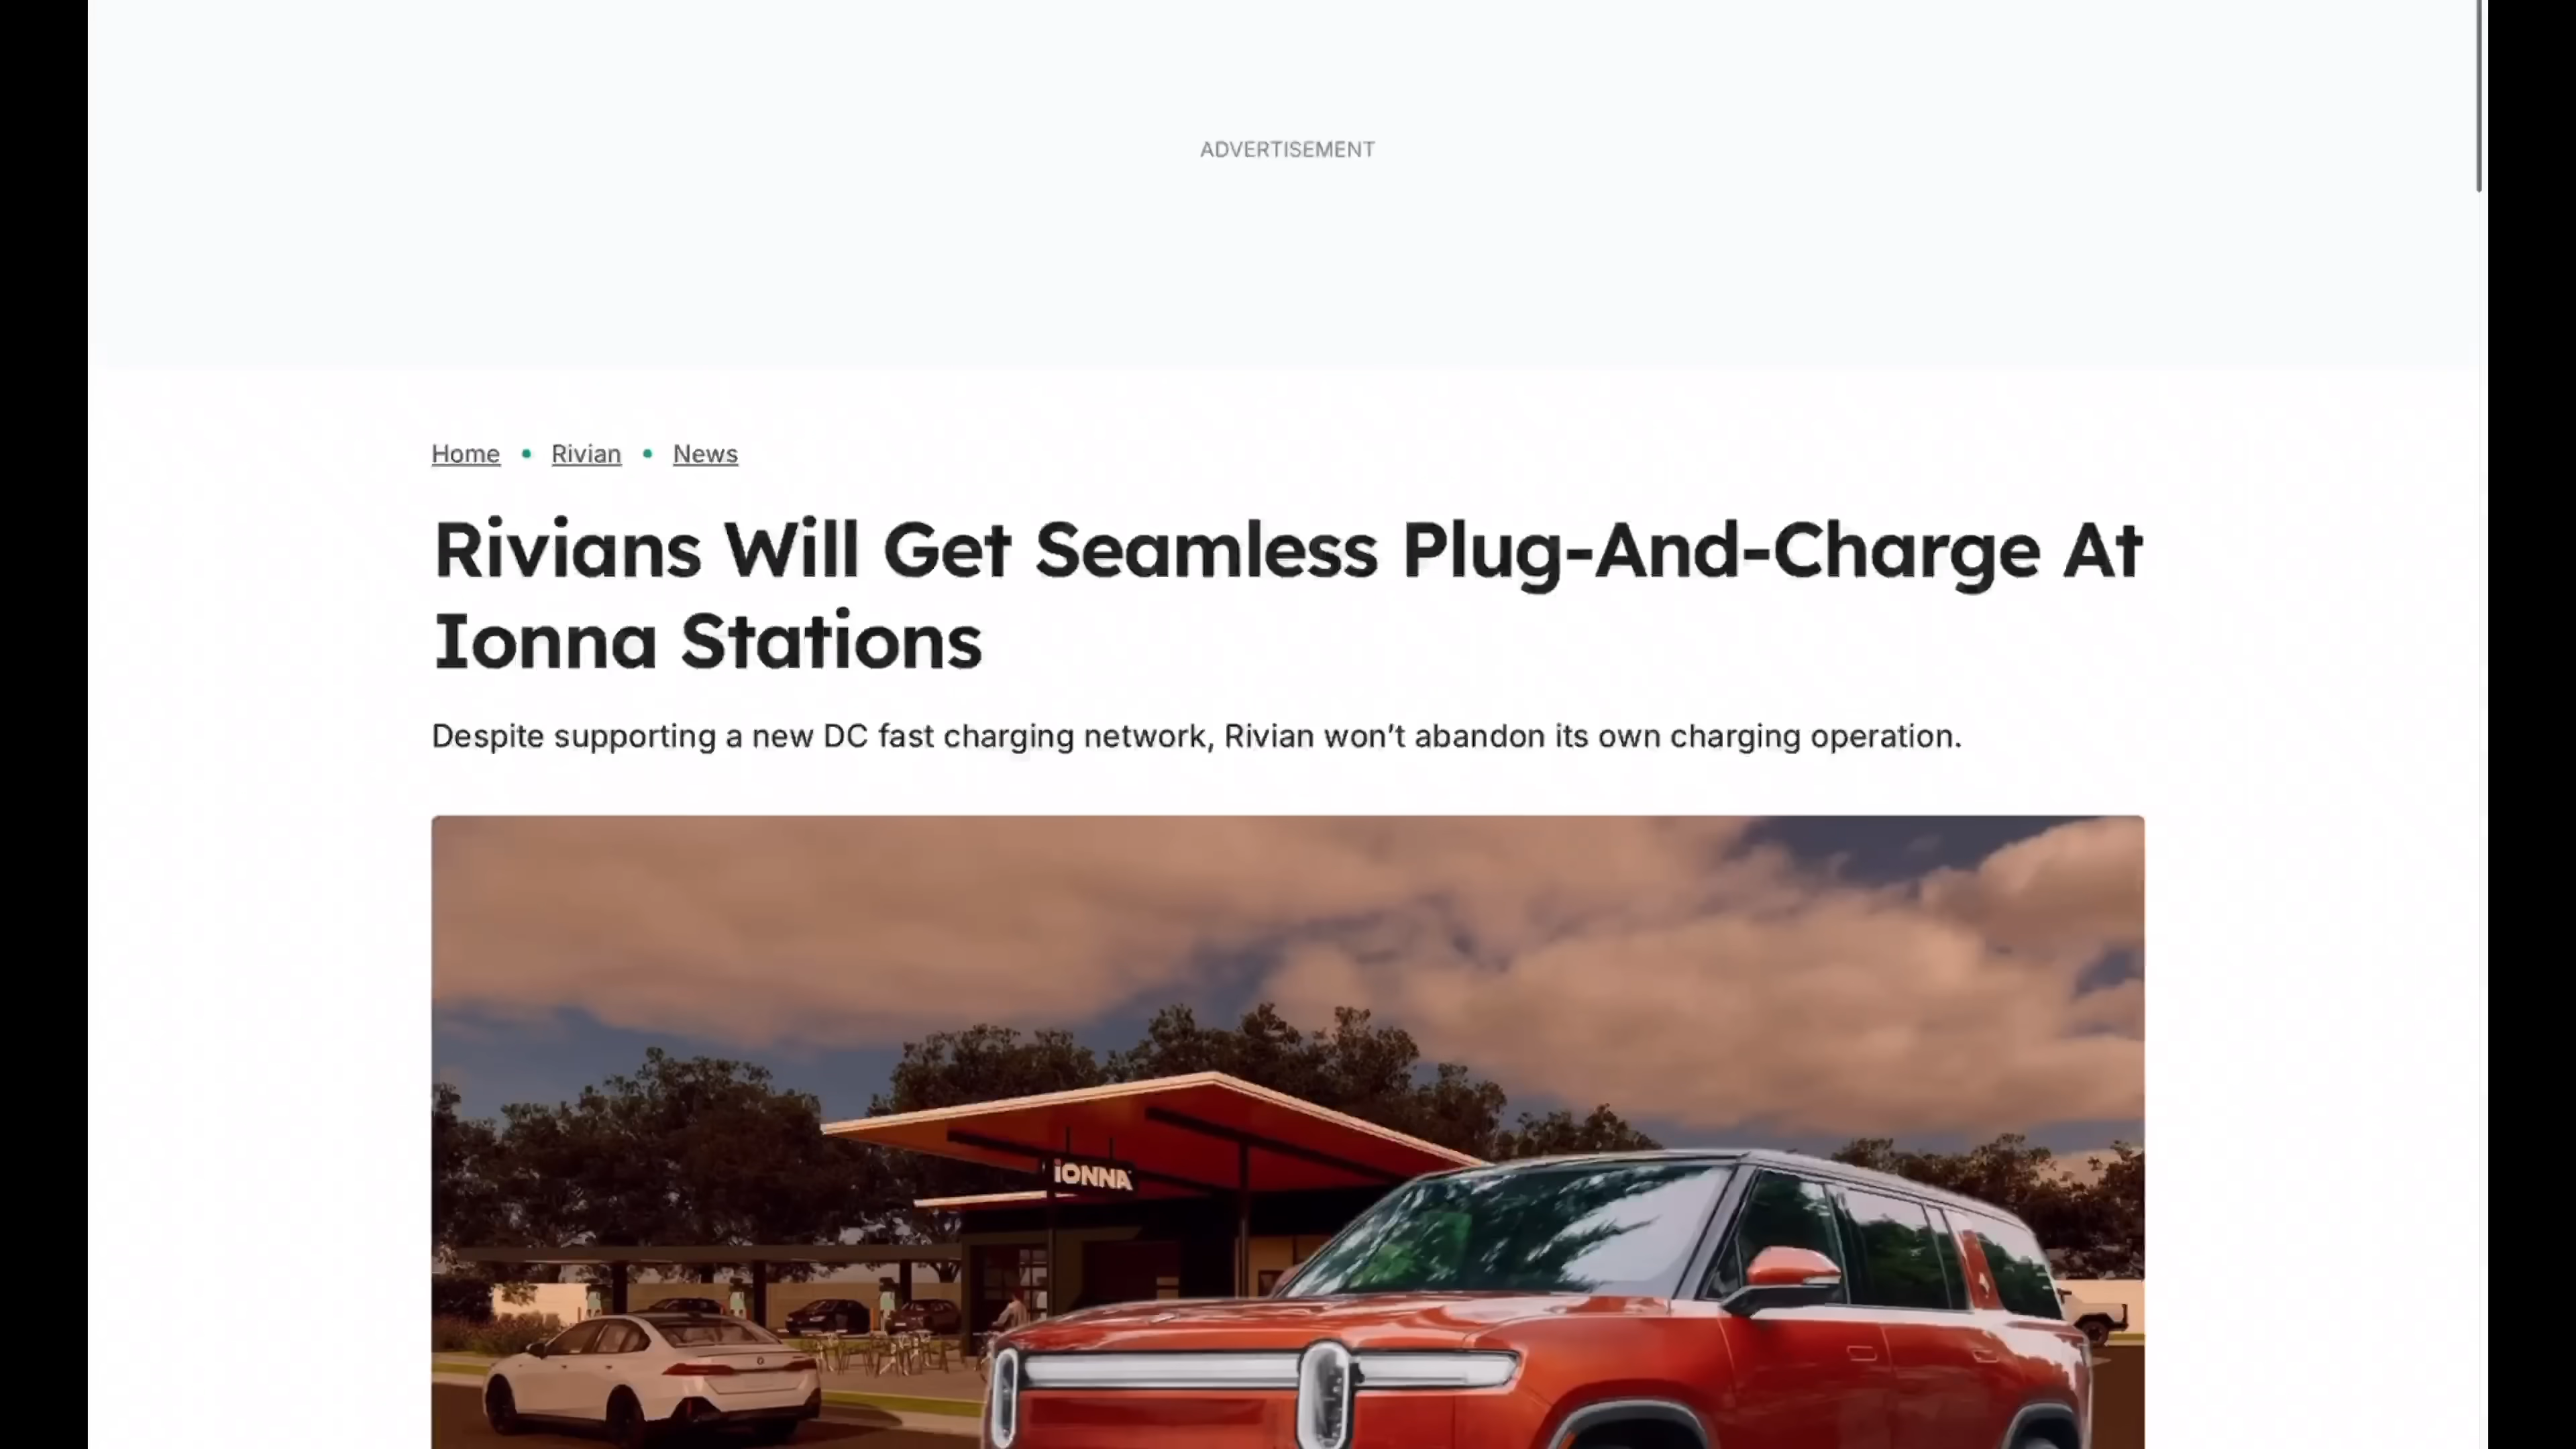 ADVERTISEMENT
Home • Rivian • News
Rivians Will Get Seamless Plug-And-Charge At
Ionna Stations
Despite supporting a new DC fast charging network, Rivian won’t abandon its own charging operation.
iONNA